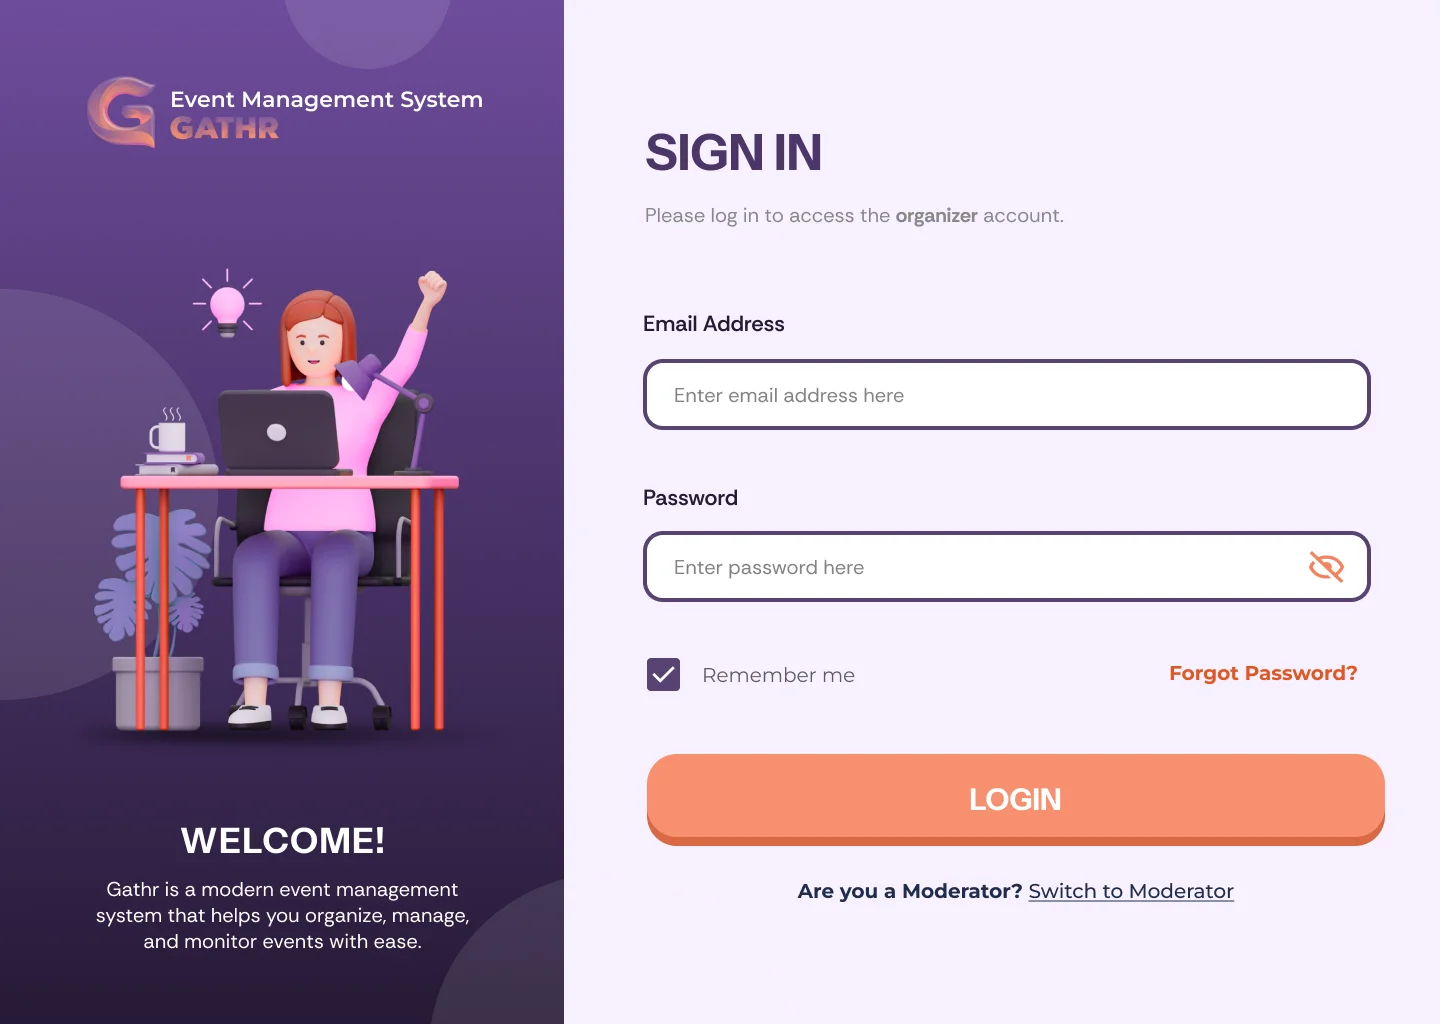 Event Management System
GATHR
WELCOME!
Gathr is a modern event management
system that helps you organize, manage,
and monitor events with ease.
SIGN IN
Please log in to access the organizer account.
Email Address
Enter email address here
Password
Enter password here
Remember me
Forgot Password?
LOGIN
Are you a Moderator? Switch to Moderator